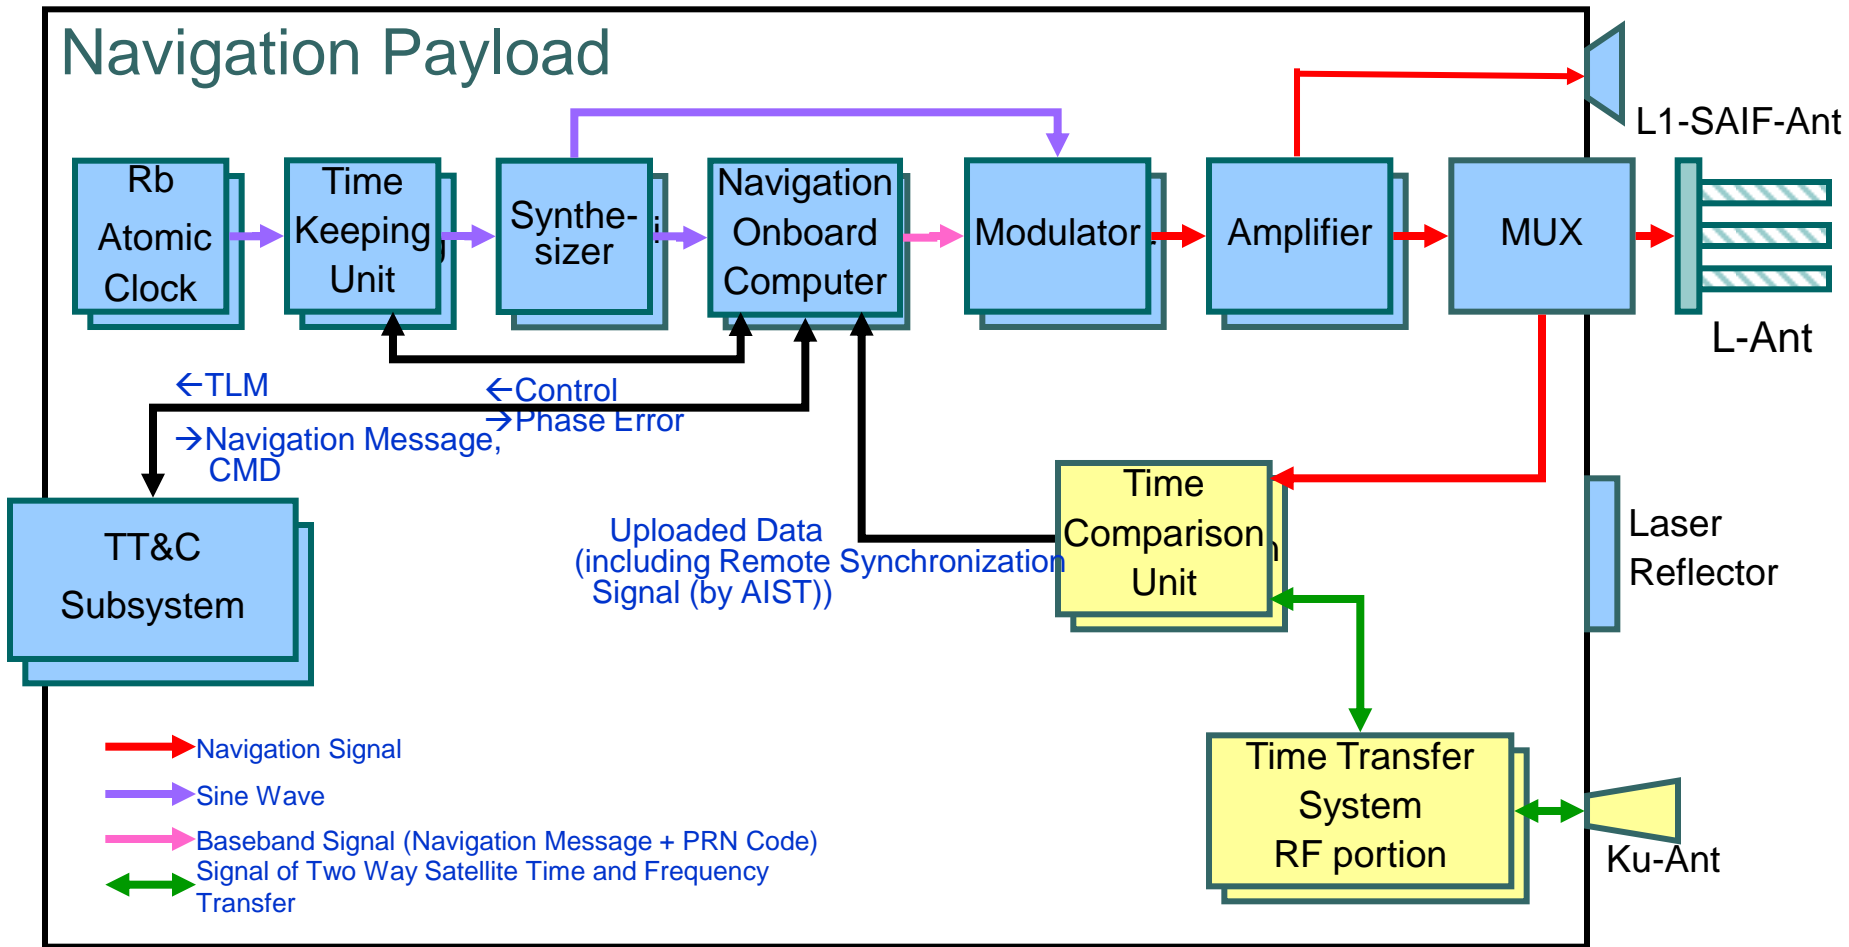 Navigation Payload
L1-SAIF-Ant
Rb
Atomic
Clock
Time
Keeping
Unit
Synthe-
sizer
Navigation
Onboard
Computer
Modulator
Amplifier
MUX
L-Ant
←TLM
←Control
→Phase Error
→Navigation Message,
CMD
TT&C
Subsystem
Uploaded Data
(including Remote Synchronization
Signal (by AIST))
Time
Comparison
Unit
Laser
Reflector
Time Transfer
System
RF portion
Ku-Ant
Navigation Signal
Sine Wave
Baseband Signal (Navigation Message + PRN Code)
Signal of Two Way Satellite Time and Frequency
Transfer